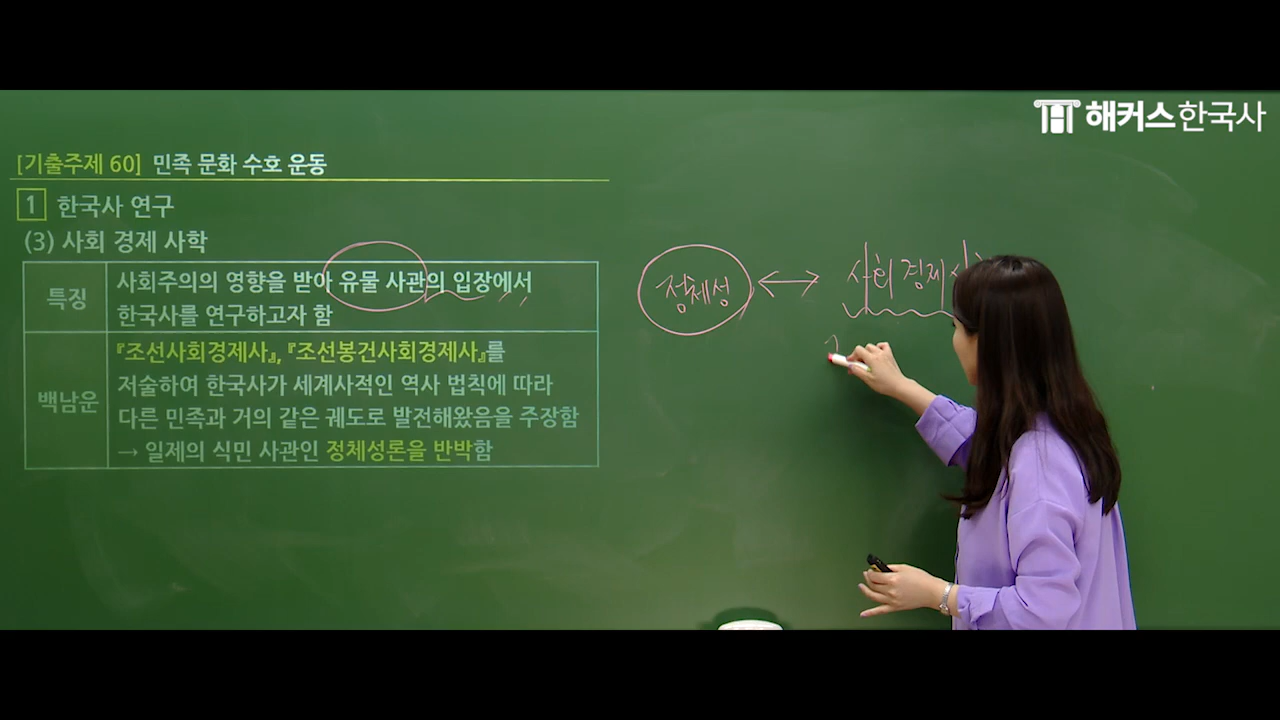 해커스한국사
[기출주제 60] 민족 문화 수호 운동
1 한국사 연구
(3) 사회 경제 사학
특징
사회주의의 영향을 받아 유물 사관의 입장에서
한국사를 연구하고자 함
백남운
『조선사회경제사』, 『조선봉건사회경제사』를
저술하여 한국사가 세계사적인 역사 법칙에 따라
다른 민족과 거의 같은 궤도로 발전해왔음을 주장함
→ 일제의 식민 사관인 정체성론을 반박함
정체성 ↔ 사회 경제 사